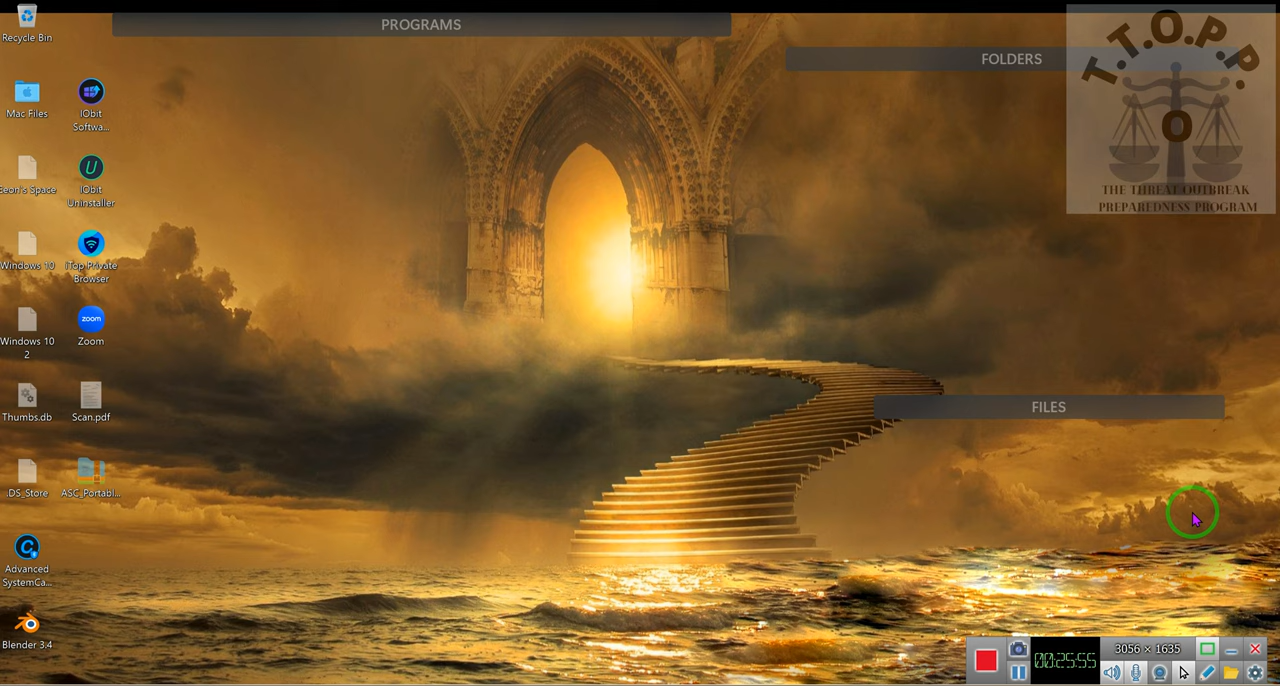 PROGRAMS
FOLDERS
FILES
Recycle Bin
Mac Files
IObit
Softwa...
eon's Space
IObit
Uninstaller
Windows 10
iTop Private
Browser
Windows 10
2
Zoom
zoom
Thumbs.db
Scan.pdf
.DS_Store
ASC_Portabl...
Advanced
SystemCa...
Blender 3.4
T.T.O.P.P.
O
THE THREAT OUTBREAK
PREPAREDNESS PROGRAM
00:25:55
3056 × 1635